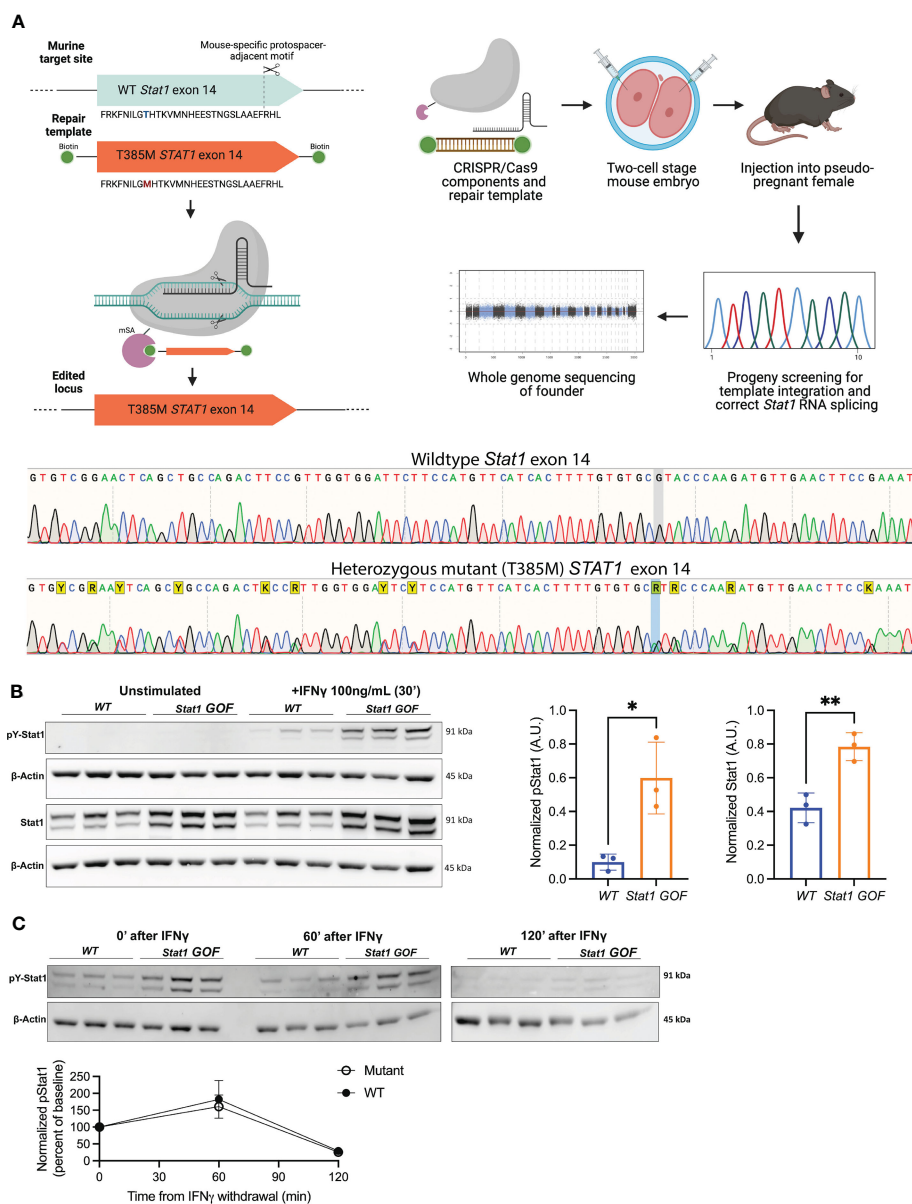 A
Murine target site
Mouse-specific protospacer-adjacent motif
WT Stat1 exon 14
FRKFNILGTHTKVMNHEESTNGSLAAEFRHL
Repair template
Biotin
T385M STAT1 exon 14
Biotin
FRKFNILGMHTKVMNHEESTNGSLAAEFRHL
mSA
Edited locus
T385M STAT1 exon 14
CRISPR/Cas9
components and
repair template
Two-cell stage
mouse embryo
Injection into pseudo-
pregnant female
1 10
Progeny screening for
template integration and
correct Stat1 RNA splicing
Whole genome sequencing
of founder
Wildtype Stat1 exon 14
GTGTCGGAACTCAGCTGCCAGACTTCCGTTGGTGGATTCTTCCATGTTCATCACTTTTGTGTGCGTACCCAAGATGTTGAACTTCCGAAAT
Heterozygous mutant (T385M) STAT1 exon 14
GTGYCGRAAYTCAGCYGCCAGACTKCCRTTGGTGGAYTCYTCCATGTTCATCACTTTTGTGTGCRTRCCCAARATGTTGAACTTCCKAAAT
B
Unstimulated +IFNγ 100ng/mL (30')
WT Stat1 GOF WT Stat1 GOF
pY-Stat1 91 kDa
β-Actin 45 kDa
Stat1 91 kDa
β-Actin 45 kDa
Normalized pStat1 (A.U.)
1.0
0.8
0.6
0.4
0.2
0.0
*
WT Stat1 GOF
Normalized Stat1 (A.U.)
1.0
0.8
0.6
0.4
0.2
0.0
**
WT Stat1 GOF
C
0' after IFNγ 60' after IFNγ 120' after IFNγ
WT Stat1 GOF WT Stat1 GOF WT Stat1 GOF
pY-Stat1 91 kDa
β-Actin 45 kDa
Normalized pStat1
(percent of baseline)
250
200
150
100
50
0
0 30 60 90 120
Time from IFNγ withdrawal (min)
Mutant
WT